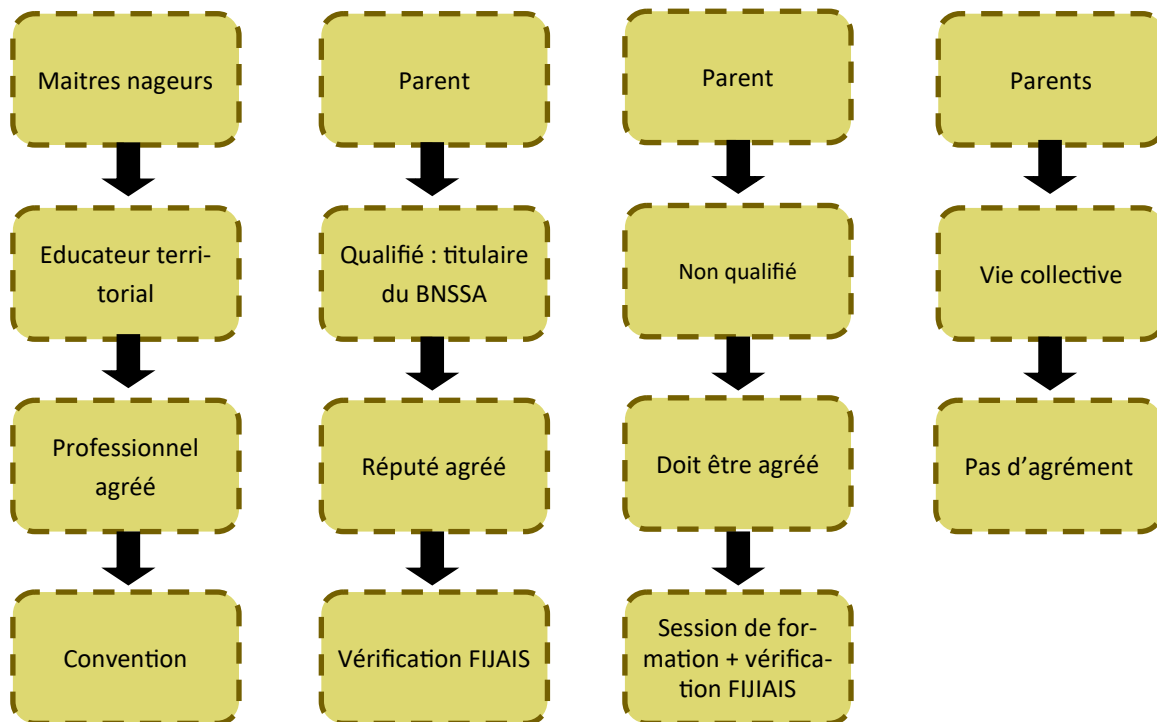 Maitres nageurs
Parent
Parent
Parents
Educateur terri-
torial
Qualifié : titulaire
du BNSSA
Non qualifié
Vie collective
Professionnel
agréé
Réputé agréé
Doit être agréé
Pas d’agrément
Convention
Vérification FIJAIS
Session de for-
mation + vérifica-
tion FIJIAIS